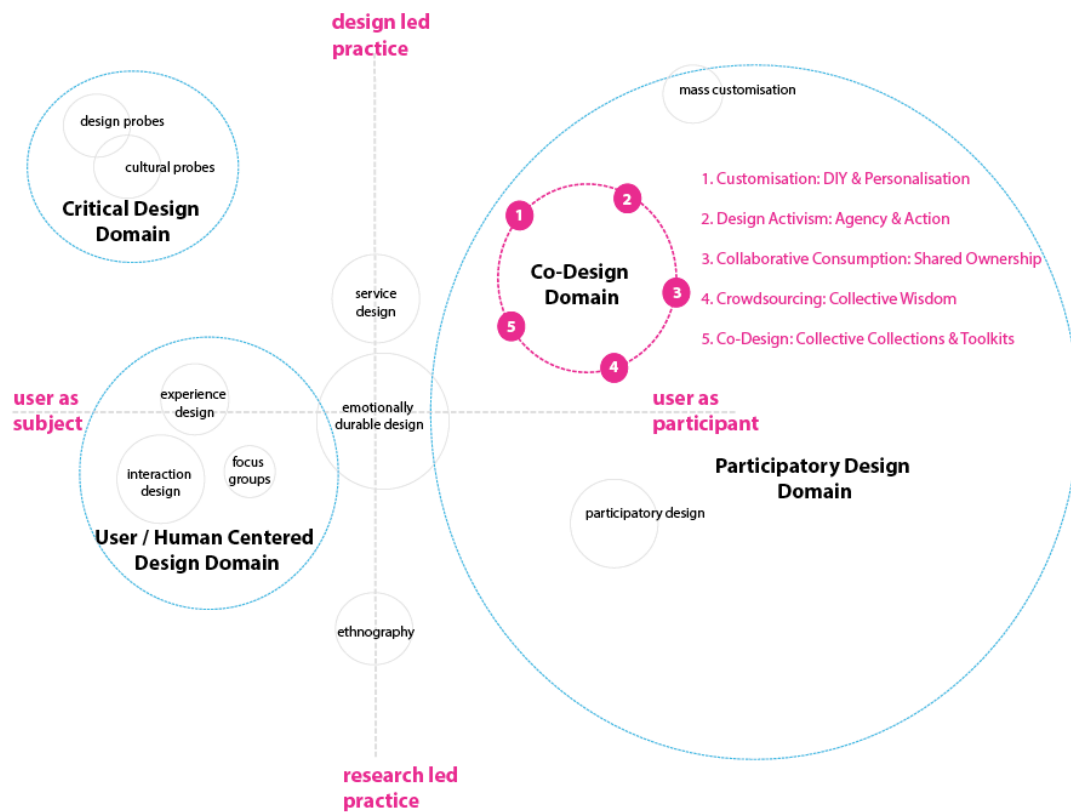 design led
practice
mass customisation
design probes
cultural probes
Critical Design
Domain
1. Customisation: DIY & Personalisation
2. Design Activism: Agency & Action
3. Collaborative Consumption: Shared Ownership
4. Crowdsourcing: Collective Wisdom
5. Co-Design: Collective Collections & Toolkits
1
2
3
4
5
Co-Design
Domain
service
design
user as
subject
experience
design
emotionally
durable design
user as
participant
interaction
design
focus
groups
User / Human Centered
Design Domain
Participatory Design
Domain
participatory design
ethnography
research led
practice